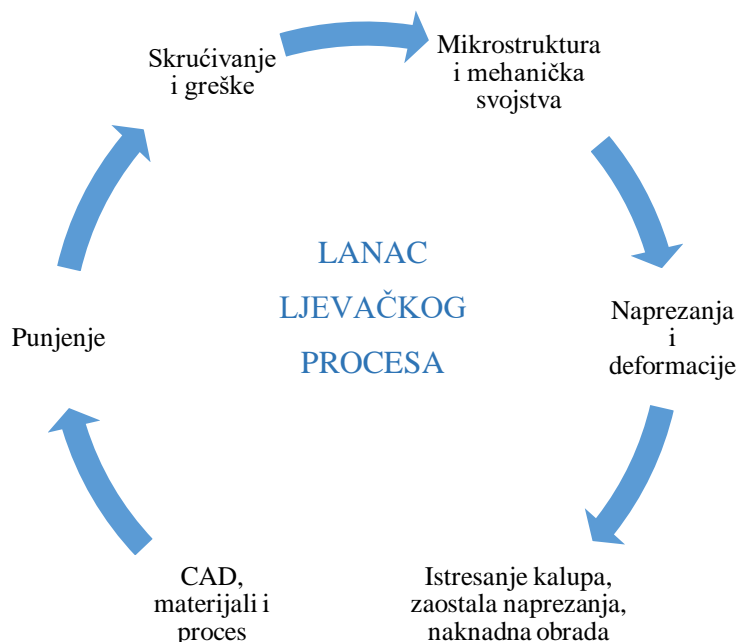 Skrućivanje
i greške
Mikrostruktura
i mehanička
svojstva
LANAC
LJEVAČKOG
PROCESA
Punjenje
Naprezanja
i
deformacije
CAD,
materijali i
proces
Istresanje kalupa,
zaostala naprezanja,
naknadna obrada